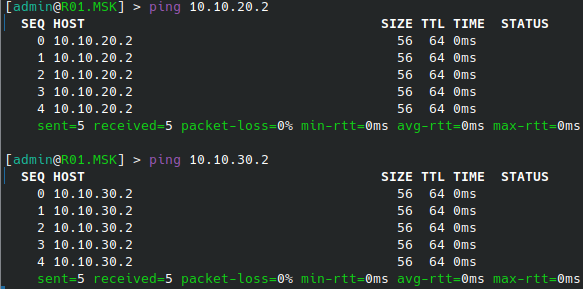 [admin@R01.MSK] > ping 10.10.20.2
SEQ HOST SIZE TTL TIME STATUS
0 10.10.20.2 56 64 0ms
1 10.10.20.2 56 64 0ms
2 10.10.20.2 56 64 0ms
3 10.10.20.2 56 64 0ms
4 10.10.20.2 56 64 0ms
sent=5 received=5 packet-loss=0% min-rtt=0ms avg-rtt=0ms max-rtt=0ms
[admin@R01.MSK] > ping 10.10.30.2
SEQ HOST SIZE TTL TIME STATUS
0 10.10.30.2 56 64 0ms
1 10.10.30.2 56 64 0ms
2 10.10.30.2 56 64 0ms
3 10.10.30.2 56 64 0ms
4 10.10.30.2 56 64 0ms
sent=5 received=5 packet-loss=0% min-rtt=0ms avg-rtt=0ms max-rtt=0ms